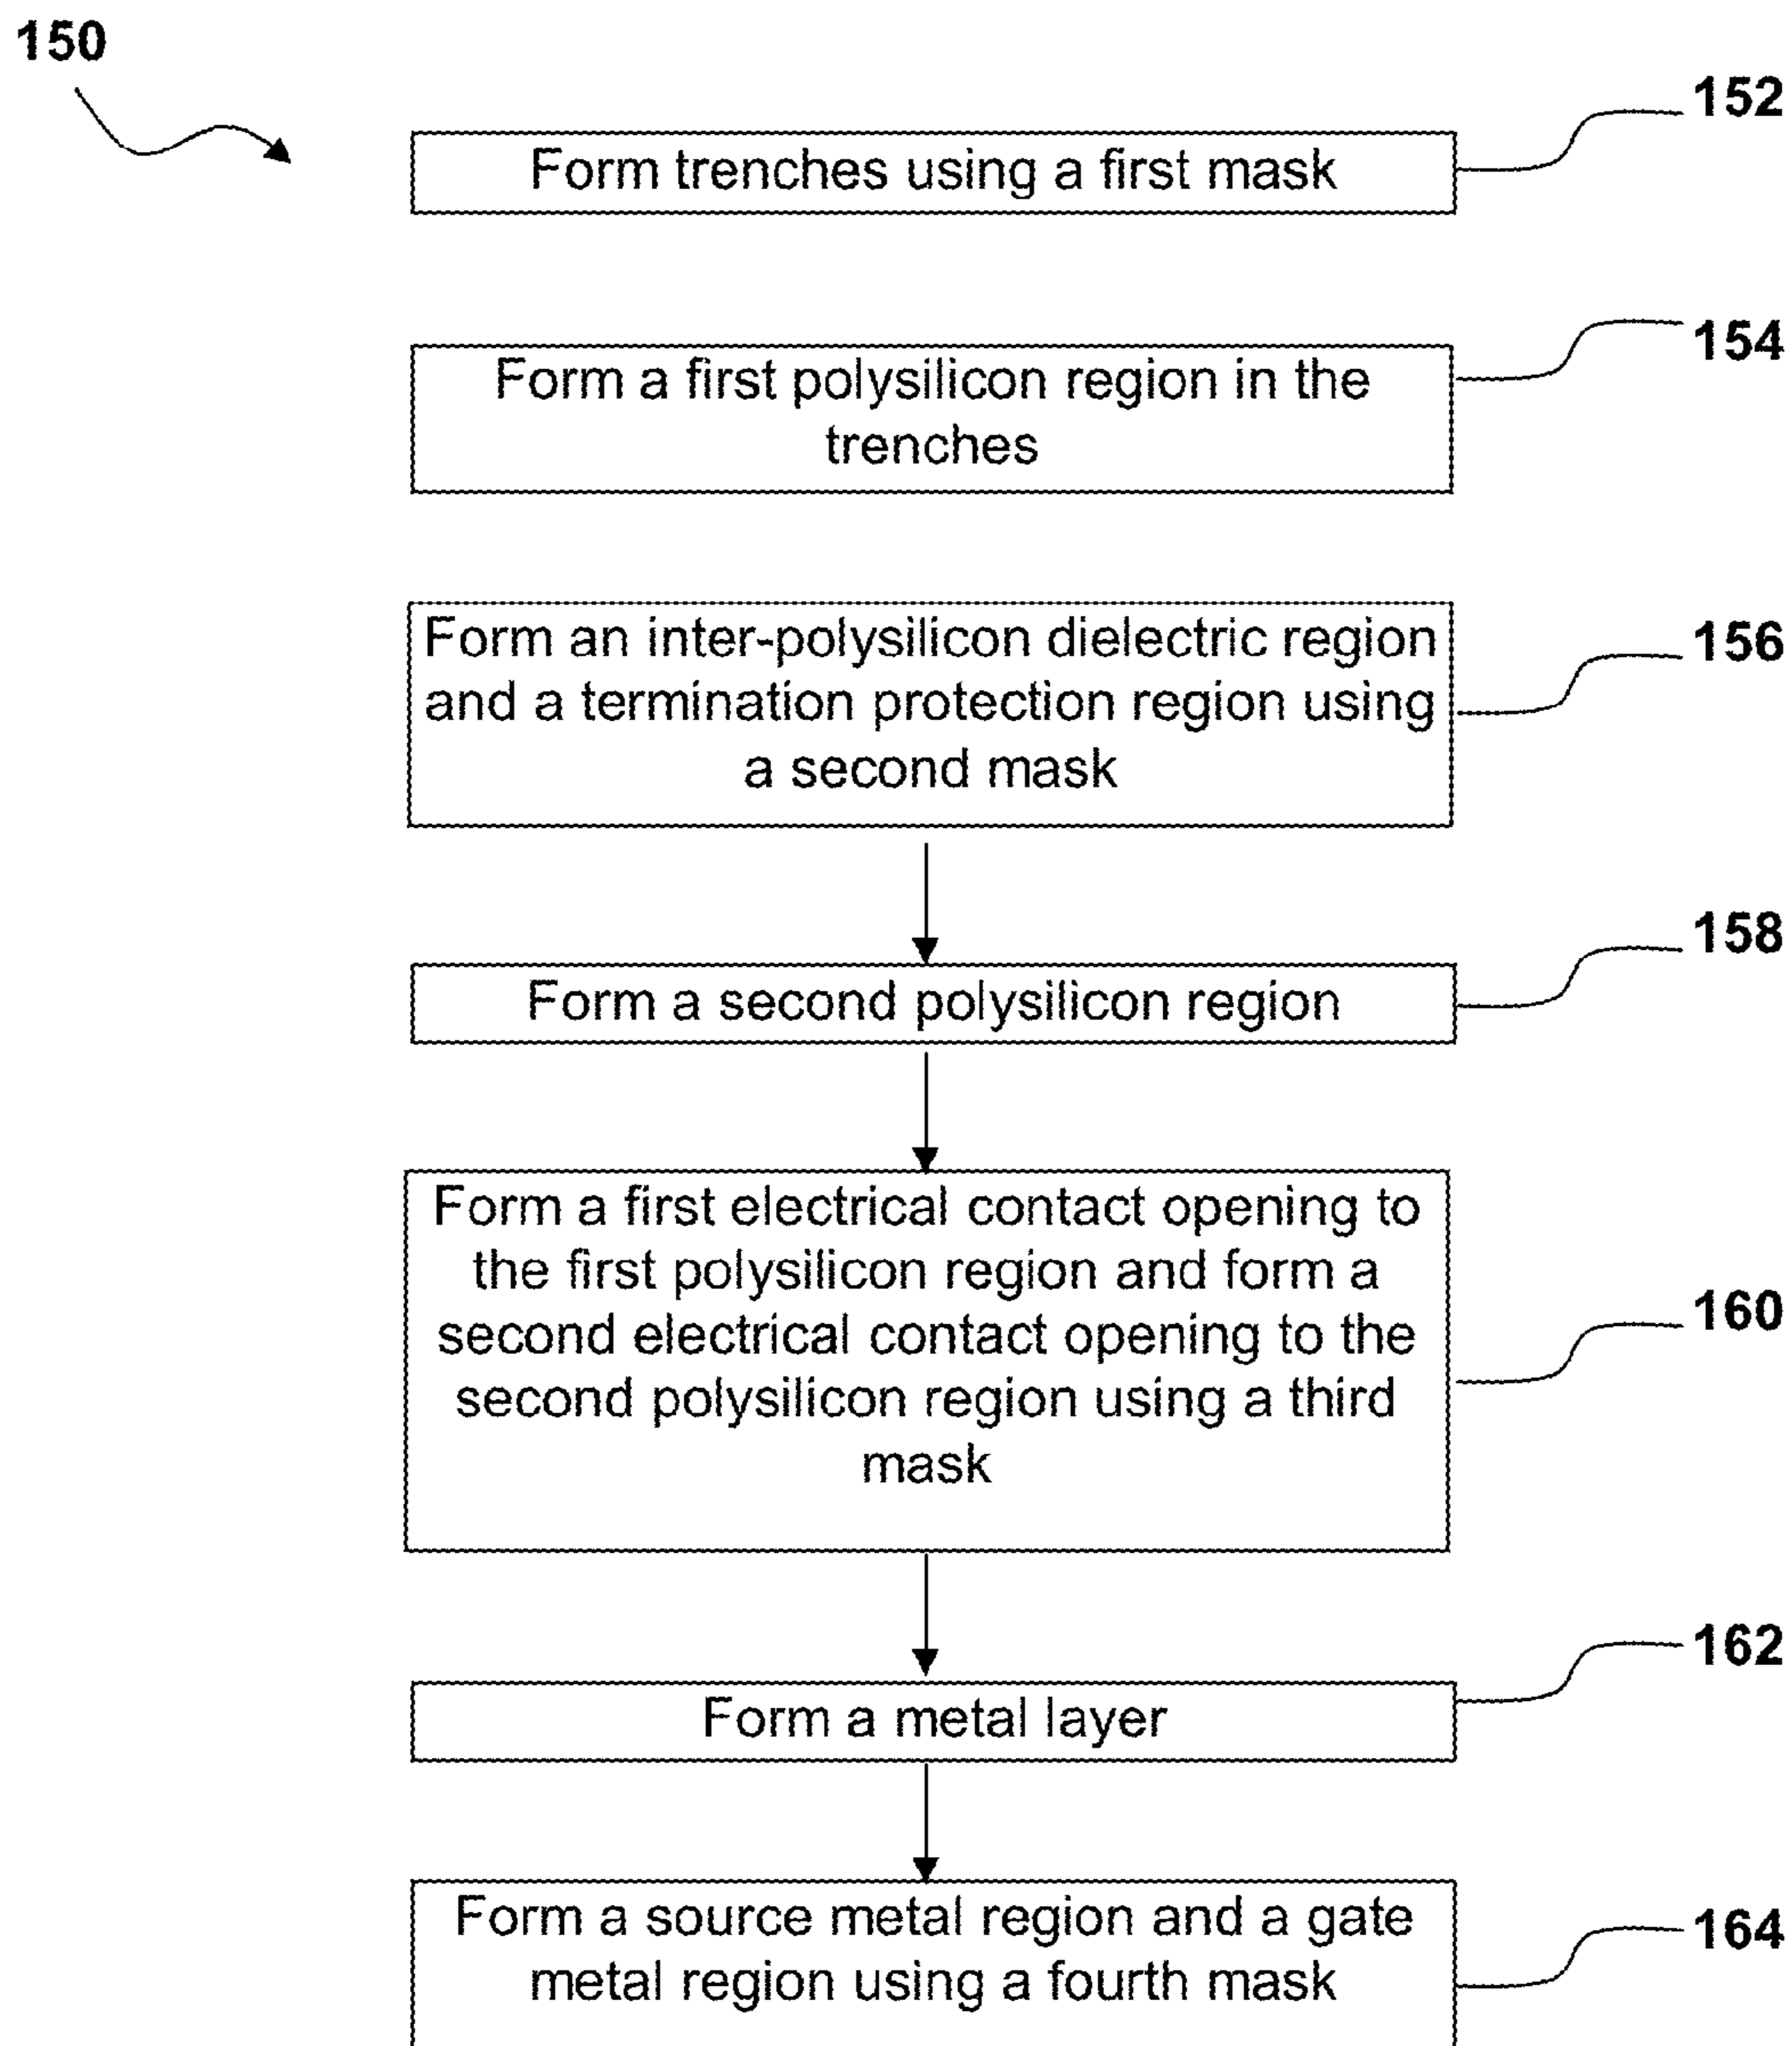 150
152
Form trenches using a first mask
154
Form a first polysilicon region in the
trenches
156
Form an inter-polysilicon dielectric region
and a termination protection region using
a second mask
158
Form a second polysilicon region
160
Form a first electrical contact opening to
the first polysilicon region and form a
second electrical contact opening to the
second polysilicon region using a third
mask
162
Form a metal layer
164
Form a source metal region and a gate
metal region using a fourth mask